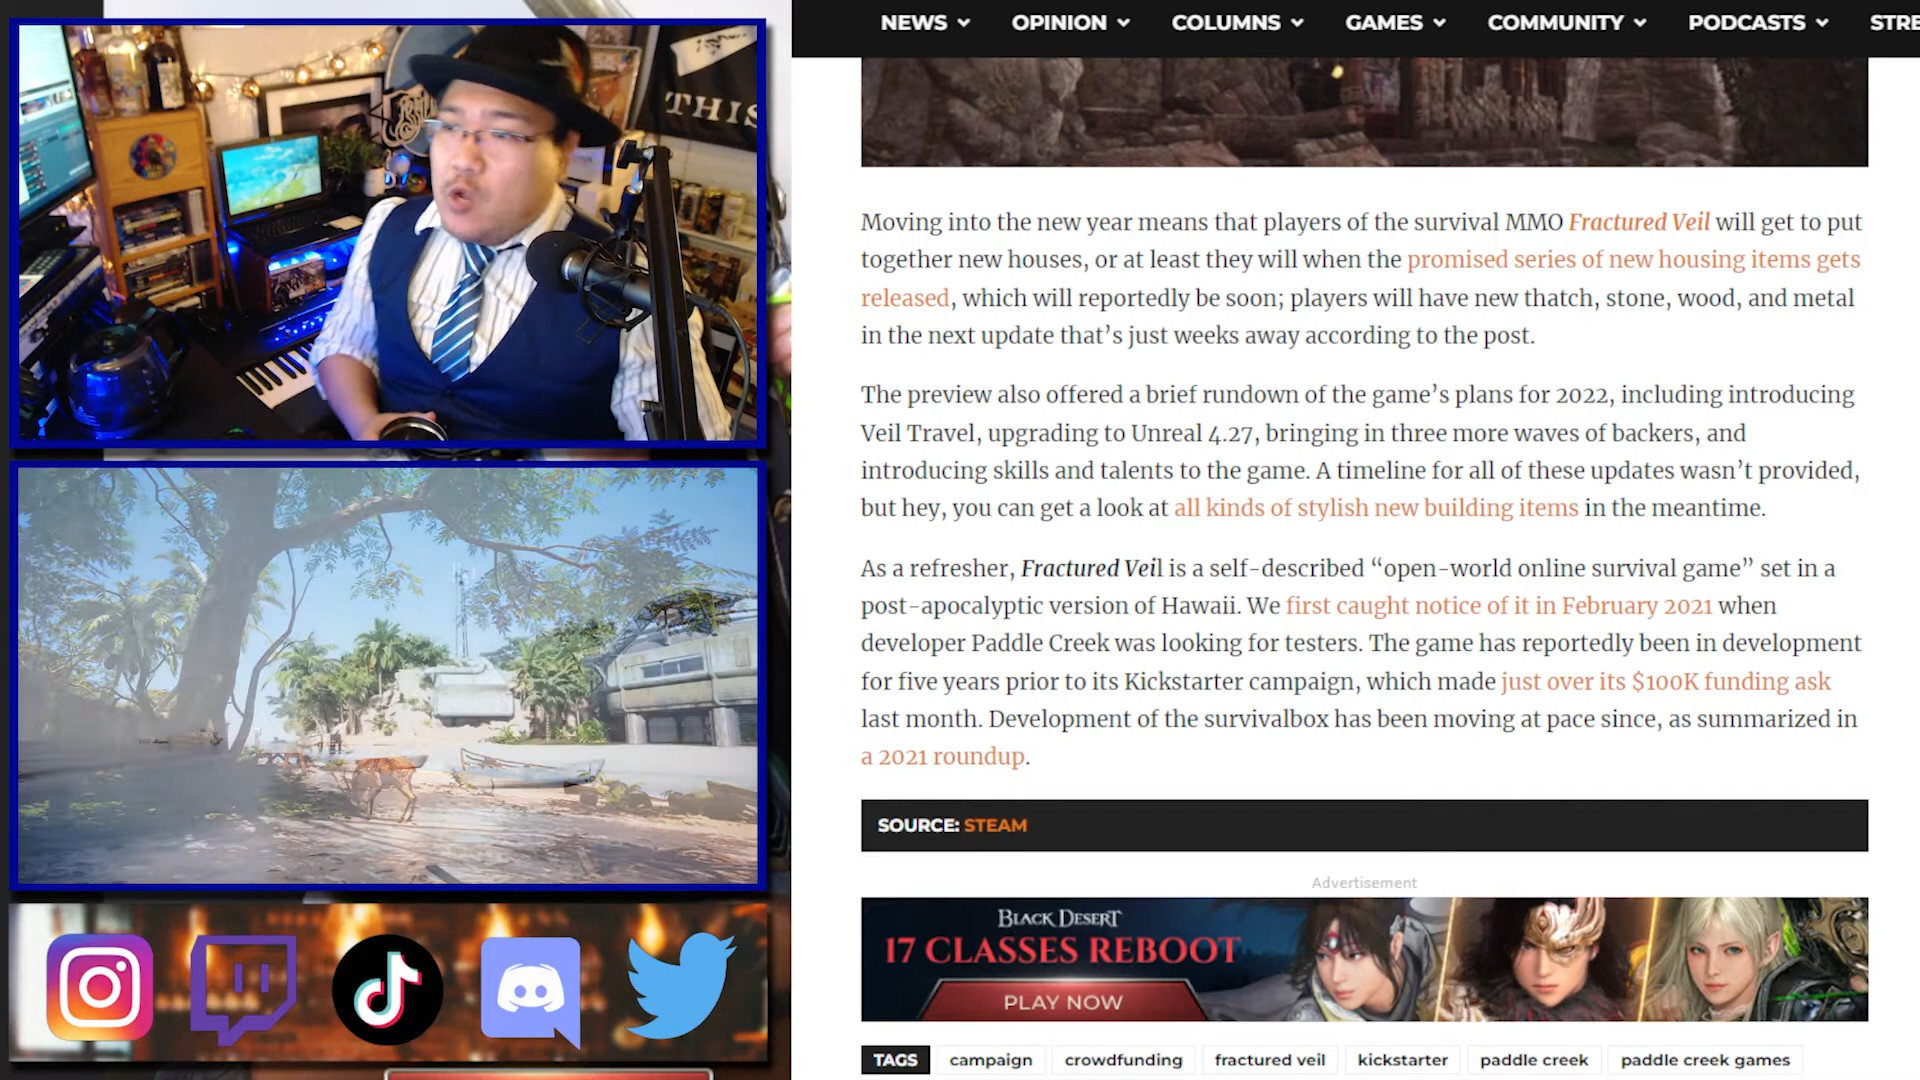 NEWS OPINION COLUMNS GAMES COMMUNITY PODCASTS STRE
THIS
Moving into the new year means that players of the survival MMO Fractured Veil will get to put
together new houses, or at least they will when the promised series of new housing items gets
released, which will reportedly be soon; players will have new thatch, stone, wood, and metal
in the next update that’s just weeks away according to the post.
The preview also offered a brief rundown of the game’s plans for 2022, including introducing
Veil Travel, upgrading to Unreal 4.27, bringing in three more waves of backers, and
introducing skills and talents to the game. A timeline for all of these updates wasn’t provided,
but hey, you can get a look at all kinds of stylish new building items in the meantime.
As a refresher, Fractured Veil is a self-described “open-world online survival game” set in a
post-apocalyptic version of Hawaii. We first caught notice of it in February 2021 when
developer Paddle Creek was looking for testers. The game has reportedly been in development
for five years prior to its Kickstarter campaign, which made just over its $100K funding ask
last month. Development of the survivalbox has been moving at pace since, as summarized in
a 2021 roundup.
SOURCE: STEAM
Advertisement
BLACK DESERT
17 CLASSES REBOOT
PLAY NOW
TAGS campaign crowdfunding fractured veil kickstarter paddle creek paddle creek games